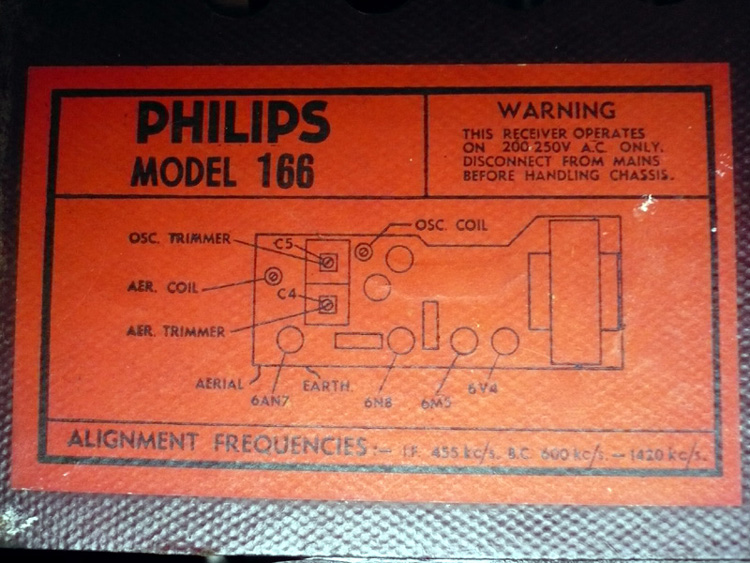 PHILIPS
MODEL 166
WARNING
THIS RECEIVER OPERATES
ON 200 250V A.C. ONLY.
DISCONNECT FROM MAINS
BEFORE HANDLING CHASSIS.
OSC. TRIMMER
C5
OSC. COIL
AER. COIL
C4
AER. TRIMMER
AERIAL
EARTH.
6AN7
6N8
6M5
6V4
ALIGNMENT FREQUENCIES:— I.F. 455 kc/s. B.C. 600 kc/s. — 1420 kc/s.